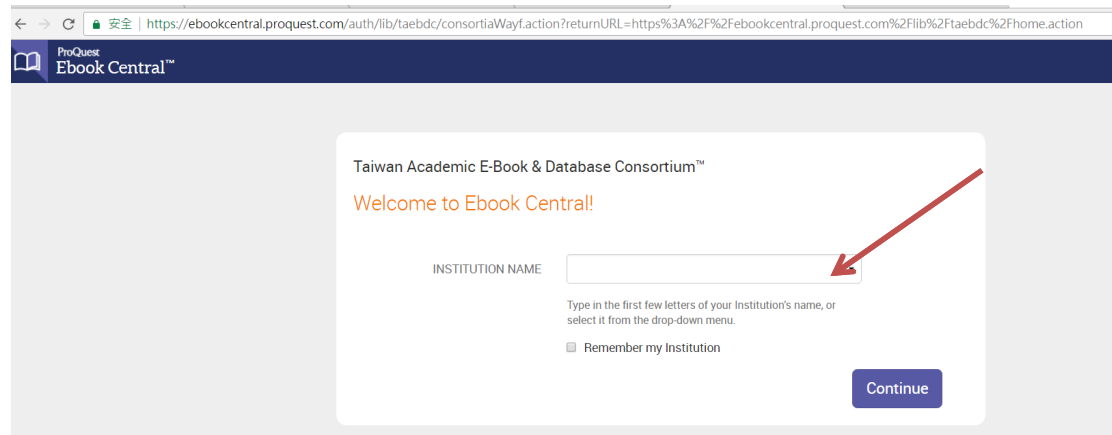 安全 | https://ebookcentral.proquest.com/auth/lib/taebdc/consortiaWayf.action?returnURL=https%3A%2F%2Febookcentral.proquest.com%2Flib%2Ftaebdc%2Fhome.action
ProQuest
Ebook Central™
Taiwan Academic E-Book & Database Consortium™
Welcome to Ebook Central!
INSTITUTION NAME
Type in the first few letters of your Institution's name, or
select it from the drop-down menu.
Remember my Institution
Continue